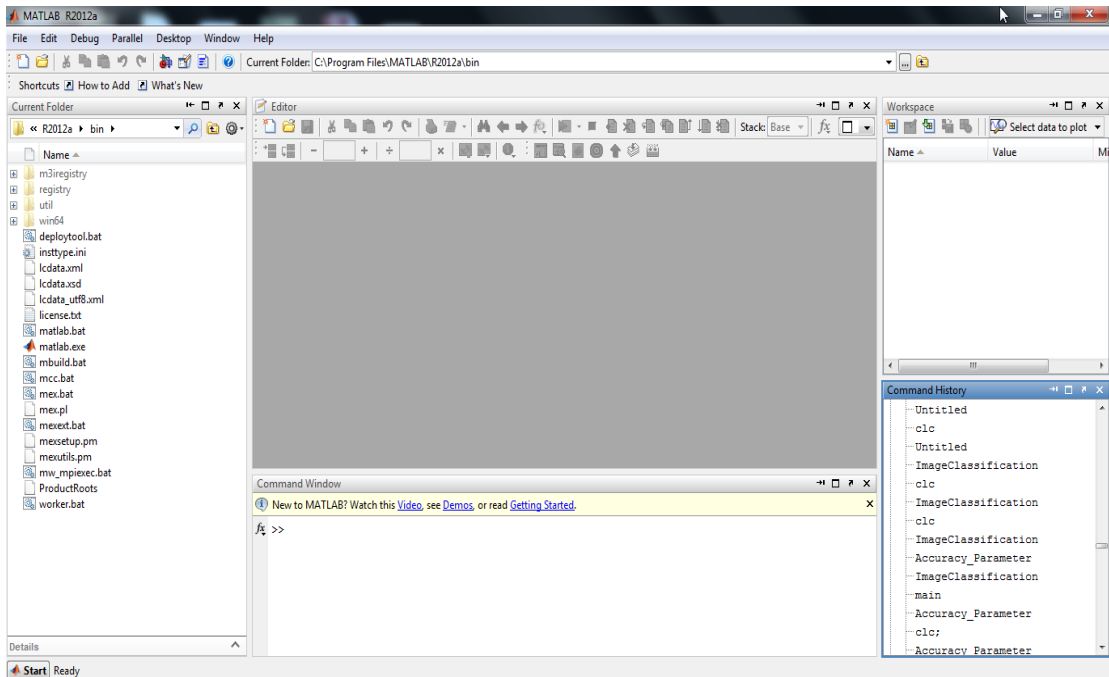 MATLAB R2012a
File Edit Debug Parallel Desktop Window Help
Current Folder: C:\Program Files\MATLAB\R2012a\bin
Shortcuts How to Add What's New
Current Folder
« R2012a ▸ bin ▸
Name
m3iregistry
registry
util
win64
deploytool.bat
insttype.ini
lcdata.xml
lcdata.xsd
lcdata_utf8.xml
license.txt
matlab.bat
matlab.exe
mbuild.bat
mcc.bat
mex.bat
mex.pl
mexext.bat
mexsetup.pm
mexutils.pm
mw_mpiexec.bat
ProductRoots
worker.bat
Details
Start Ready
Editor
Stack: Base fx
− + ÷ ×
Command Window
New to MATLAB? Watch this Video, see Demos, or read Getting Started.
fx >>
Workspace
Select data to plot
Name Value Mi
Command History
Untitled
clc
Untitled
ImageClassification
clc
ImageClassification
clc
ImageClassification
Accuracy_Parameter
ImageClassification
main
Accuracy_Parameter
clc;
Accuracy Parameter